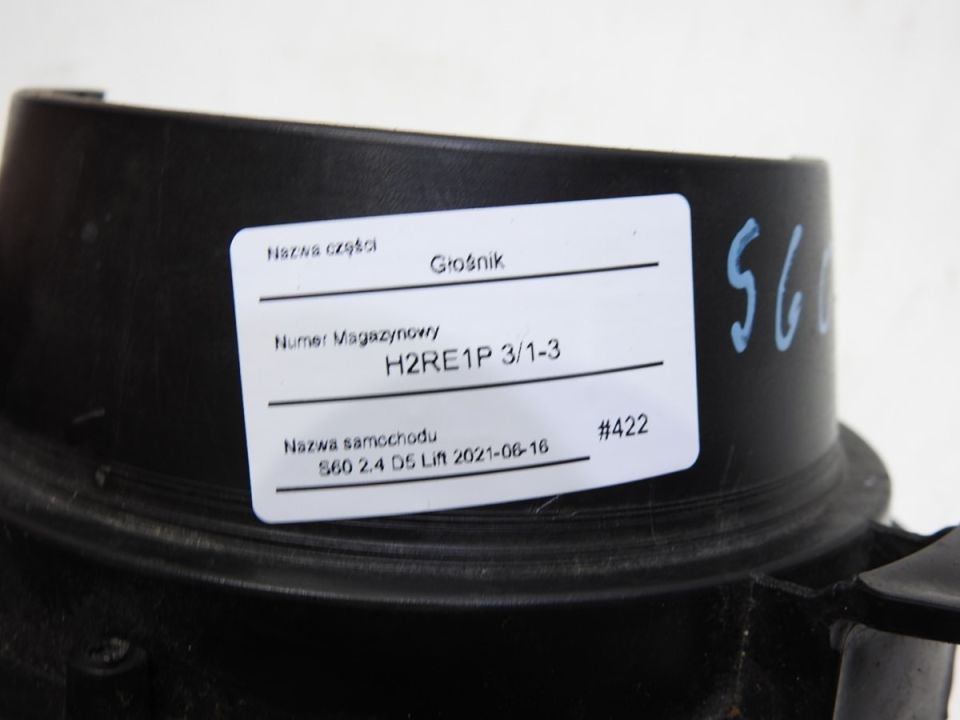 Nazwa części
Głośnik
Numer Magazynowy
H2RE1P 3/1-3
Nazwa samochodu
#422
S60 2.4 D5 Lift 2021-06-16
S60